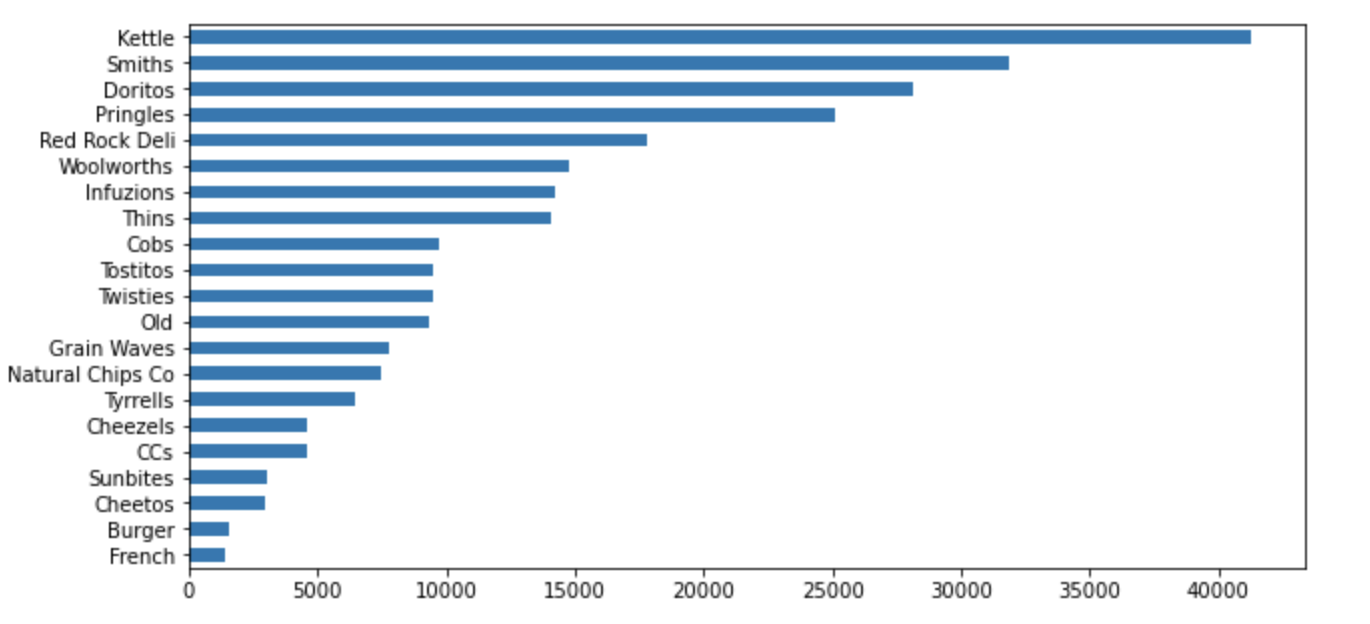 Kettle
Smiths
Doritos
Pringles
Red Rock Deli
Woolworths
Infuzions
Thins
Cobs
Tostitos
Twisties
Old
Grain Waves
Natural Chips Co
Tyrrells
Cheezels
CCs
Sunbites
Cheetos
Burger
French
0 5000 10000 15000 20000 25000 30000 35000 40000